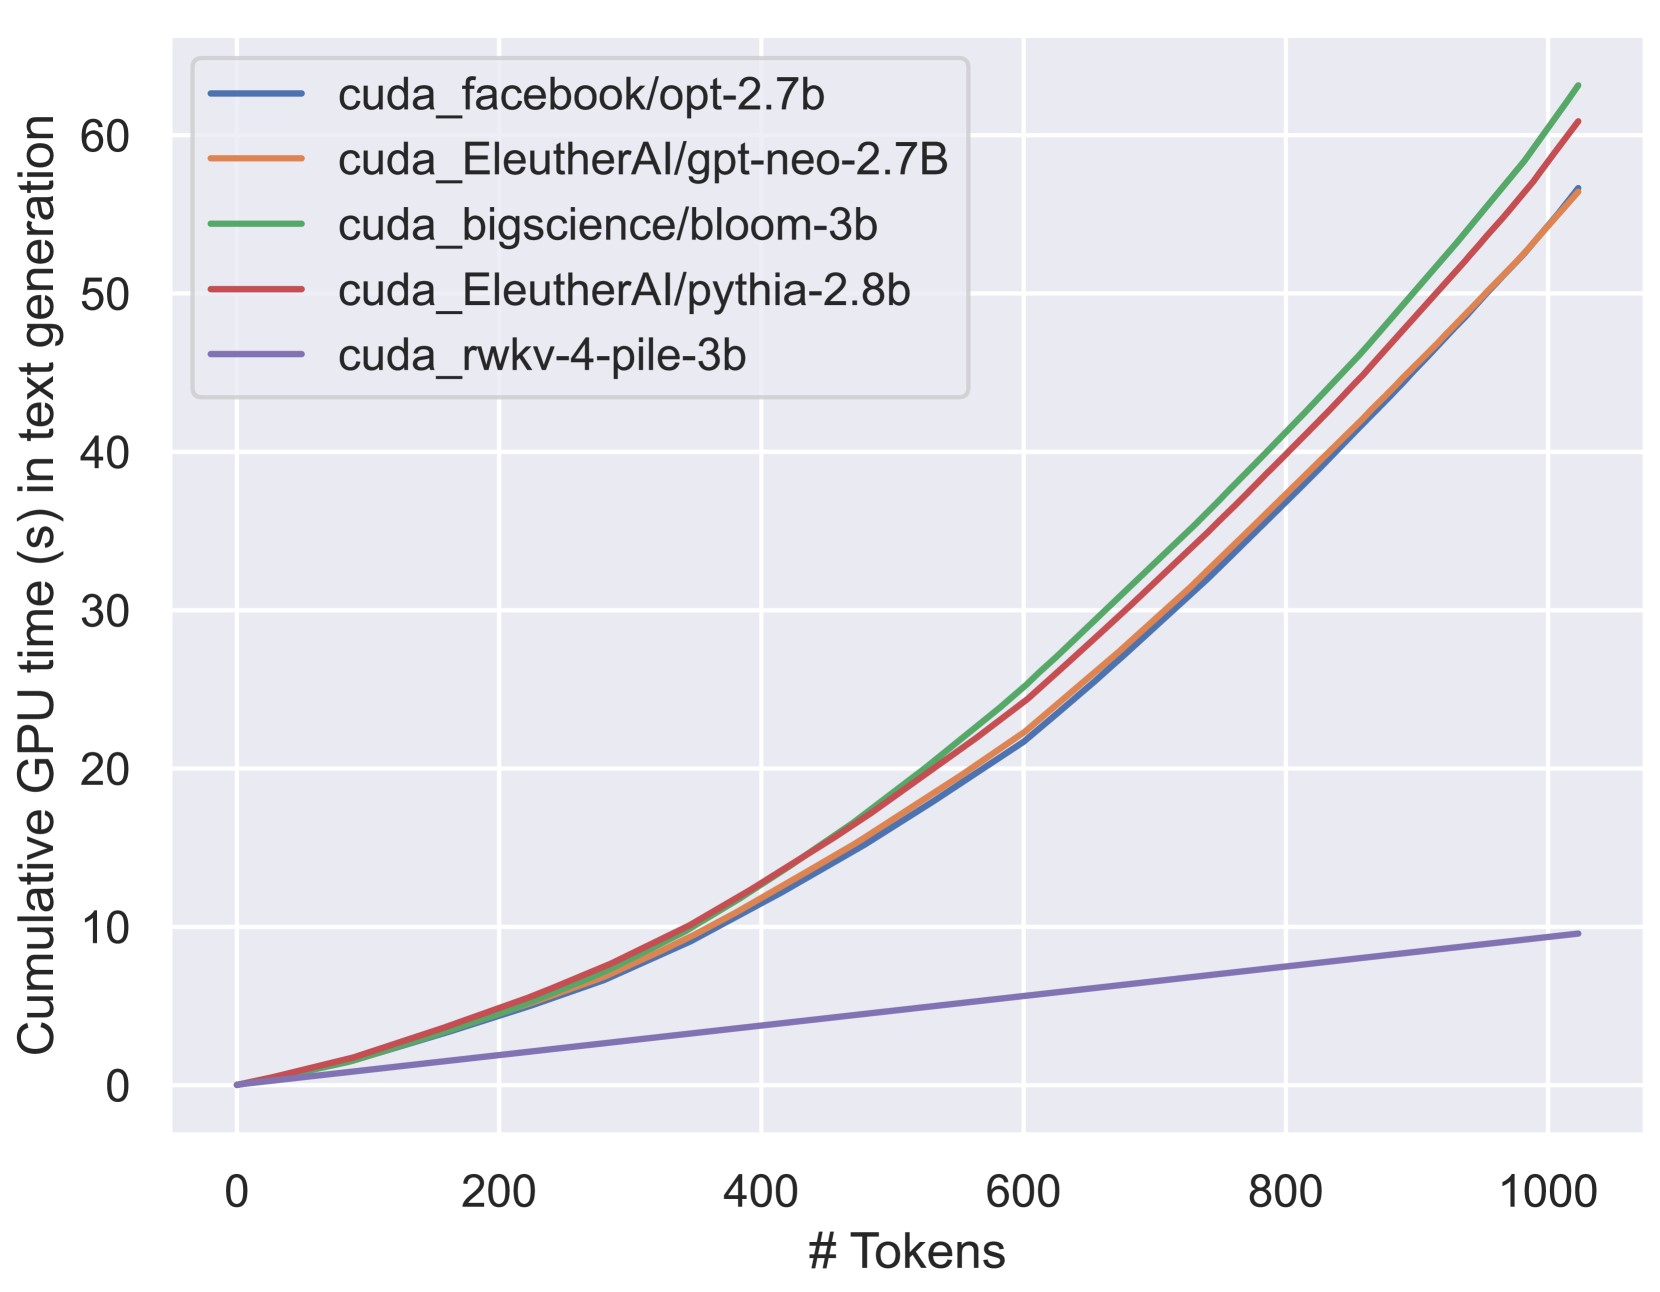 cuda_facebook/opt-2.7b
cuda_EleutherAI/gpt-neo-2.7B
cuda_bigscience/bloom-3b
cuda_EleutherAI/pythia-2.8b
cuda_rwkv-4-pile-3b
Cumulative GPU time (s) in text generation
60
50
40
30
20
10
0
0 200 400 600 800 1000
# Tokens